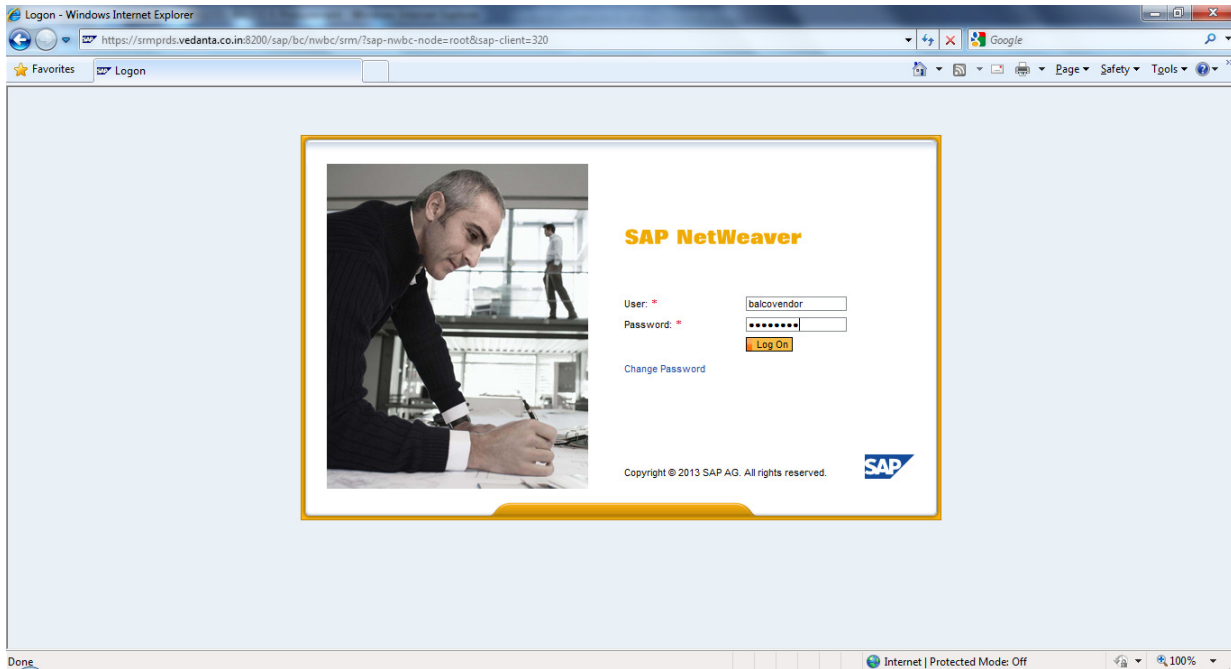 Logon - Windows Internet Explorer
https://srmprds.vedanta.co.in:8200/sap/bc/nwbc/srm/?sap-nwbc-node=root&sap-client=320
Google
Favorites
Logon
Page
Safety
Tools
SAP NetWeaver
User: *
balcovendor
Password: *
••••••••
Log On
Change Password
Copyright © 2013 SAP AG. All rights reserved.
SAP
Done
Internet | Protected Mode: Off
100%